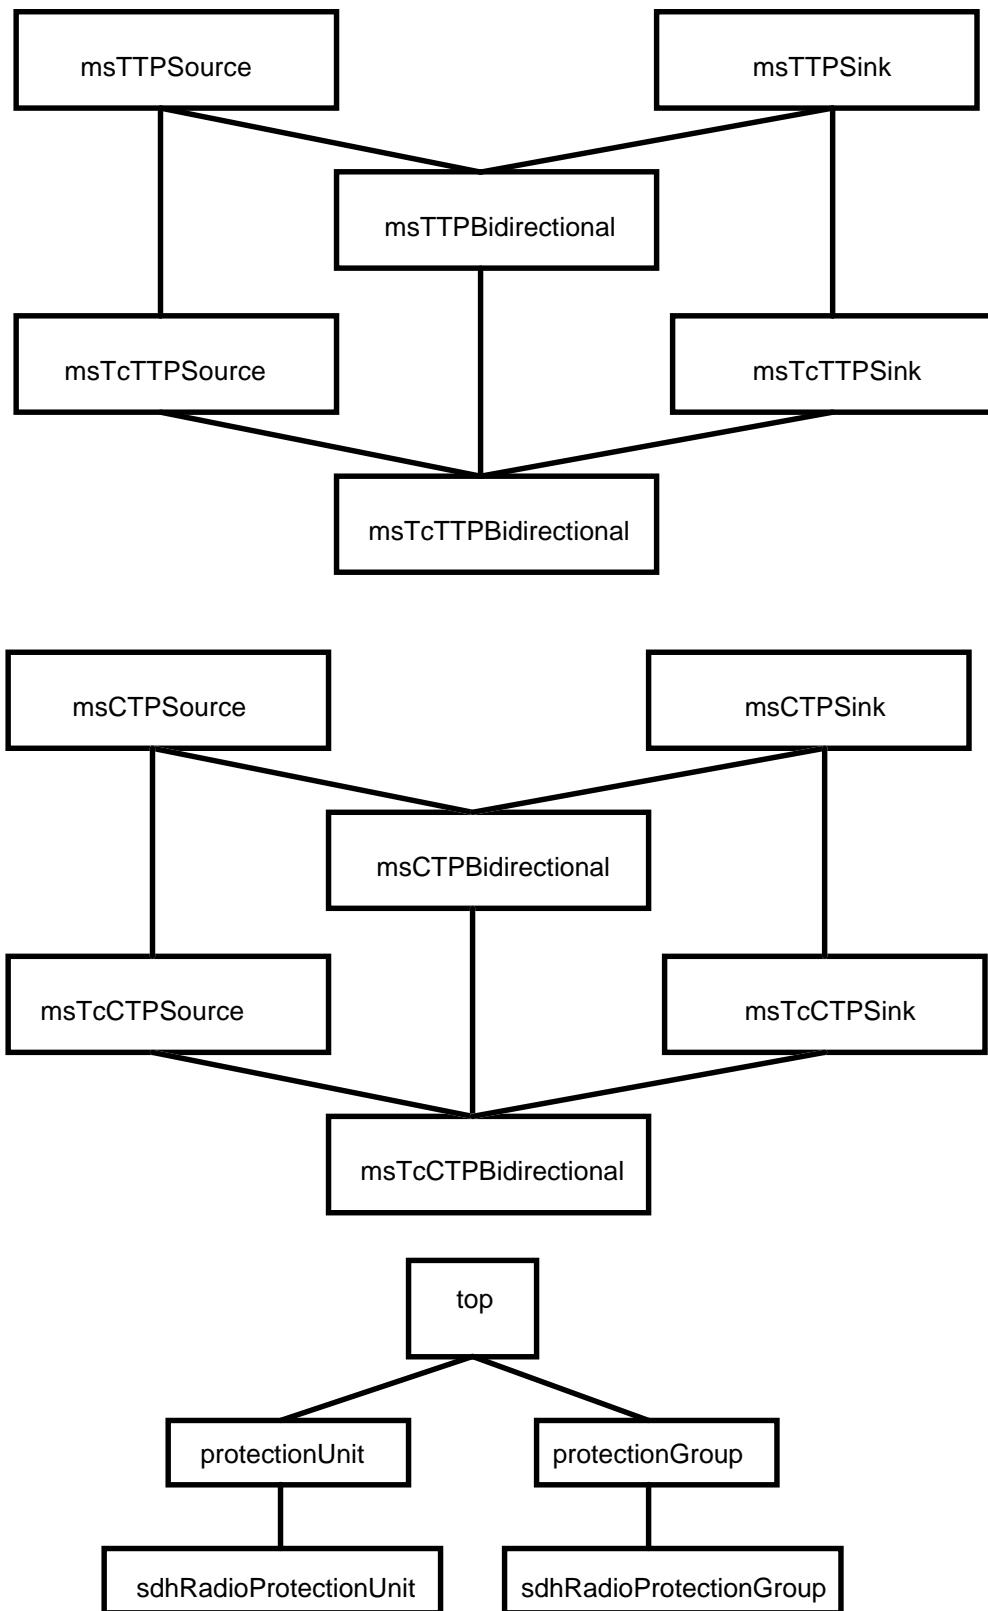 msTTPSource
msTTPSink
msTTPBidirectional
msTcTTPSource
msTcTTPSink
msTcTTPBidirectional
msCTPSource
msCTPSink
msCTPBidirectional
msTcCTPSource
msTcCTPSink
msTcCTPBidirectional
top
protectionUnit
protectionGroup
sdhRadioProtectionUnit
sdhRadioProtectionGroup